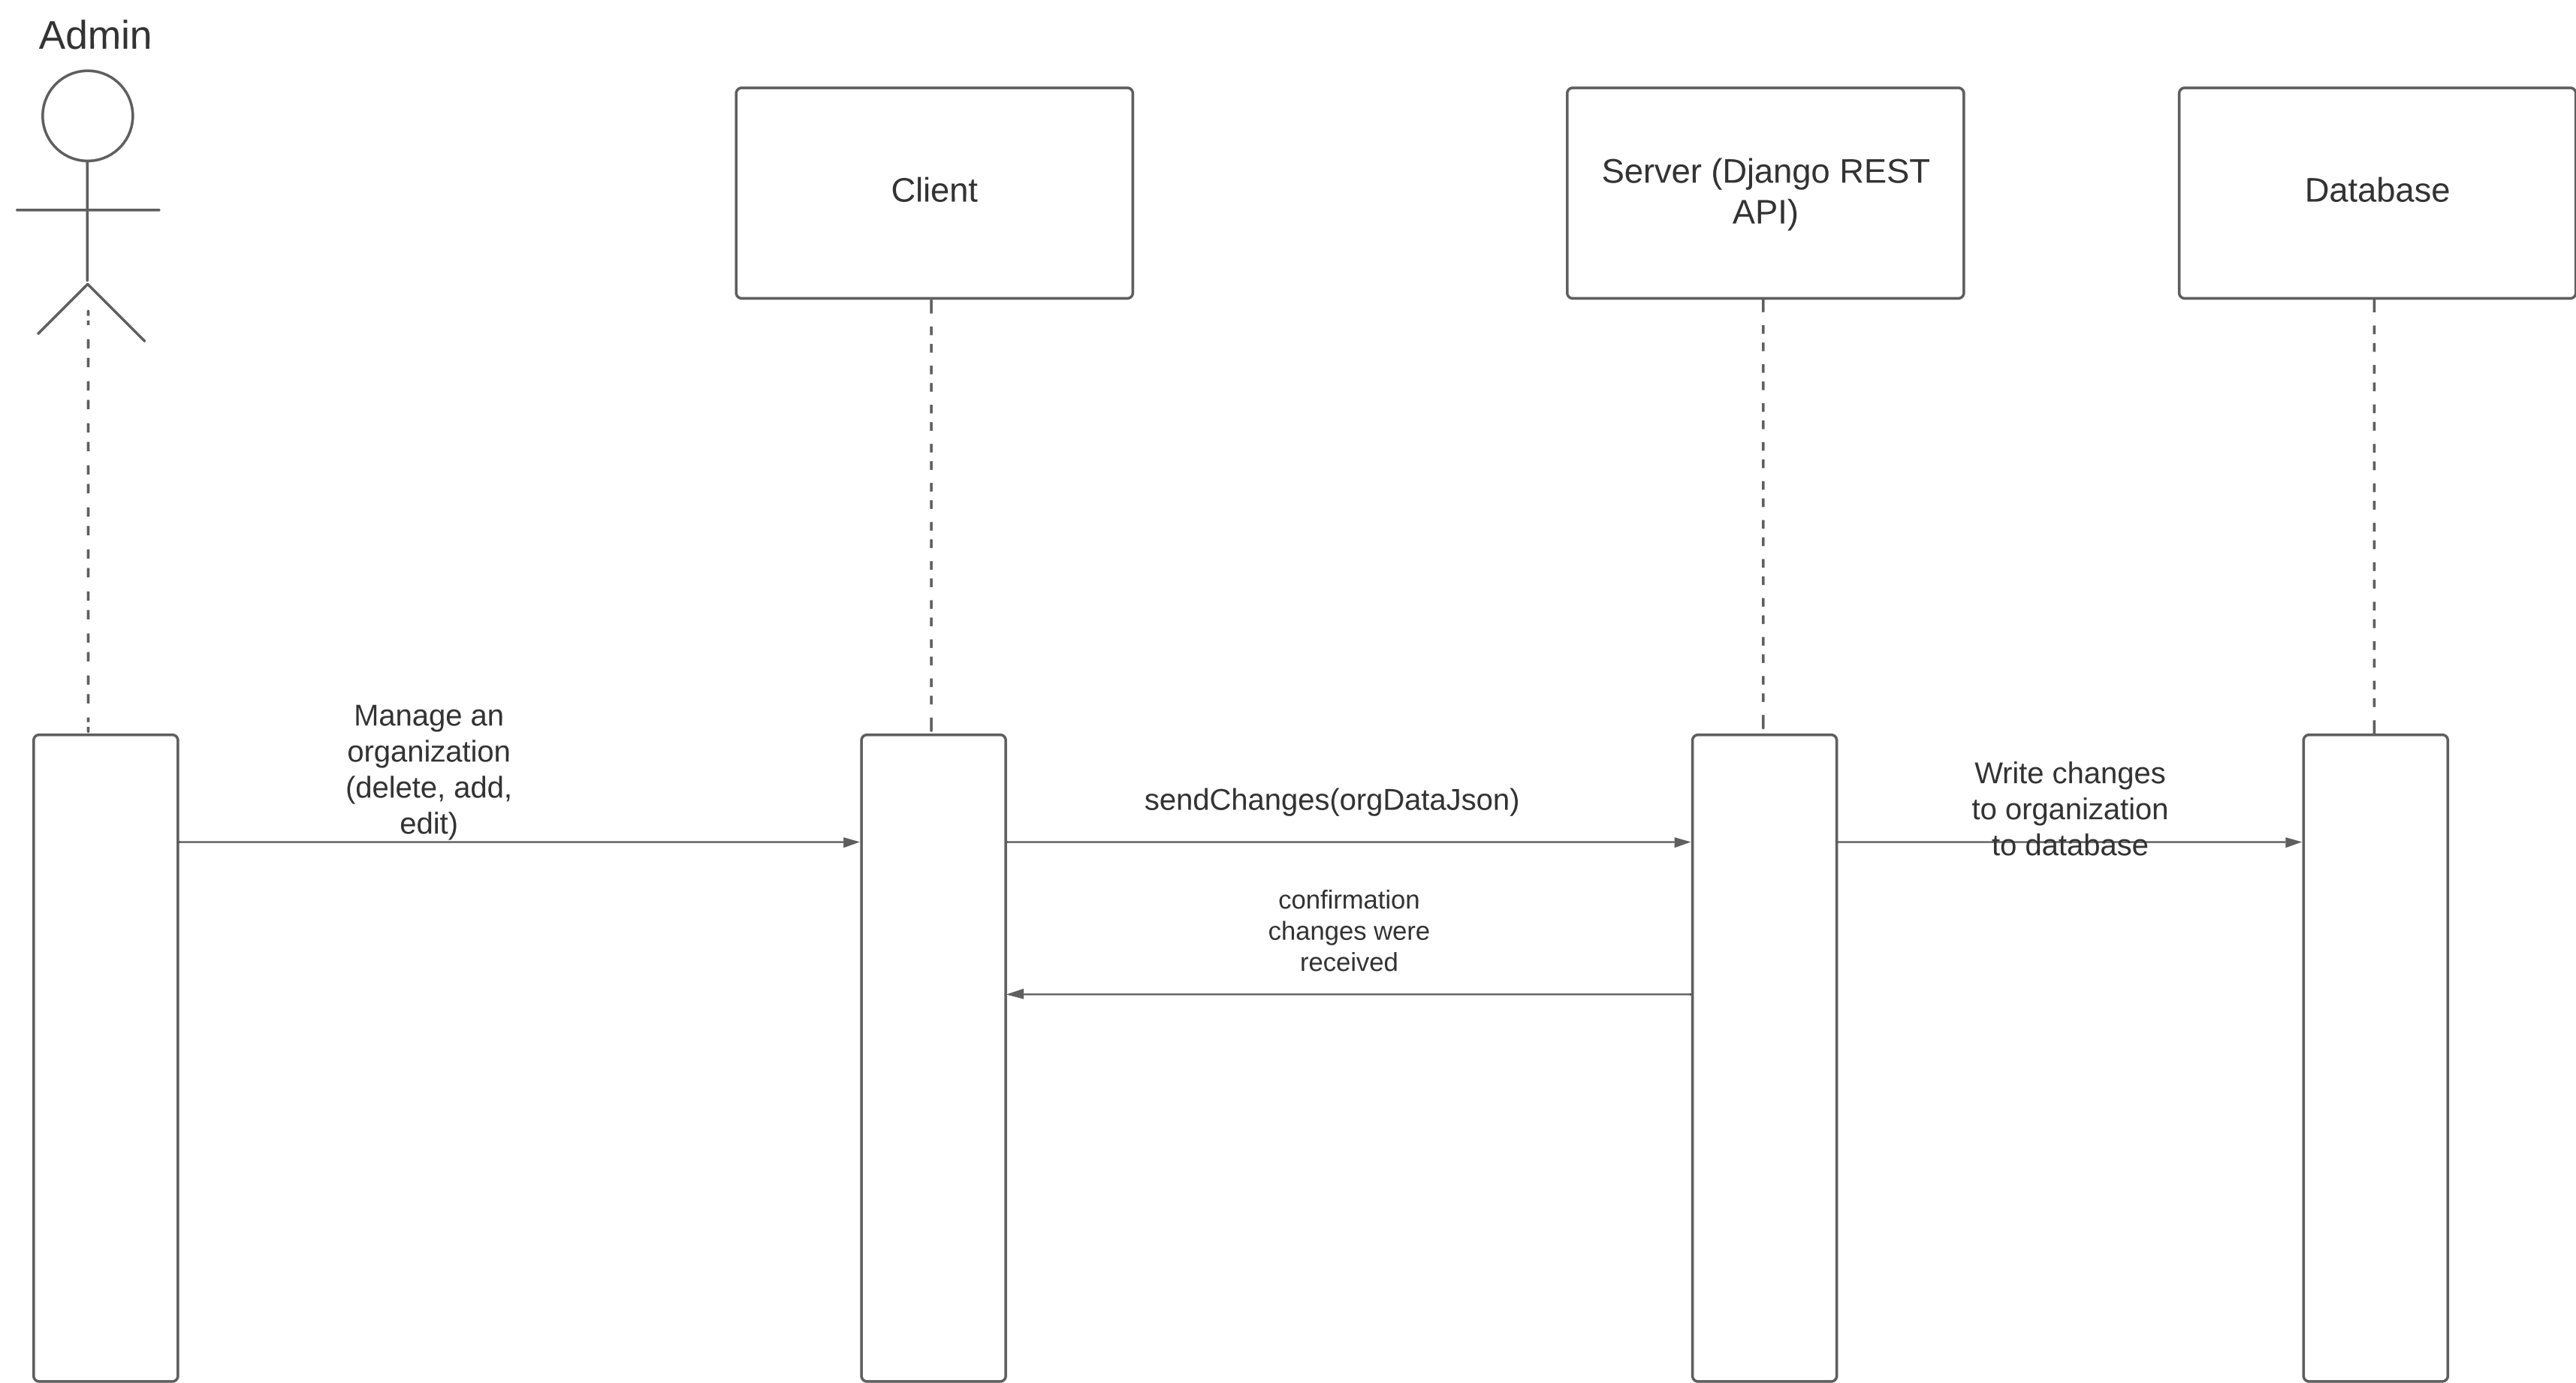 Admin
Client
Server (Django REST
API)
Database
Manage an
organization
(delete, add,
edit)
sendChanges(orgDataJson)
Write changes
to organization
to database
confirmation
changes were
received